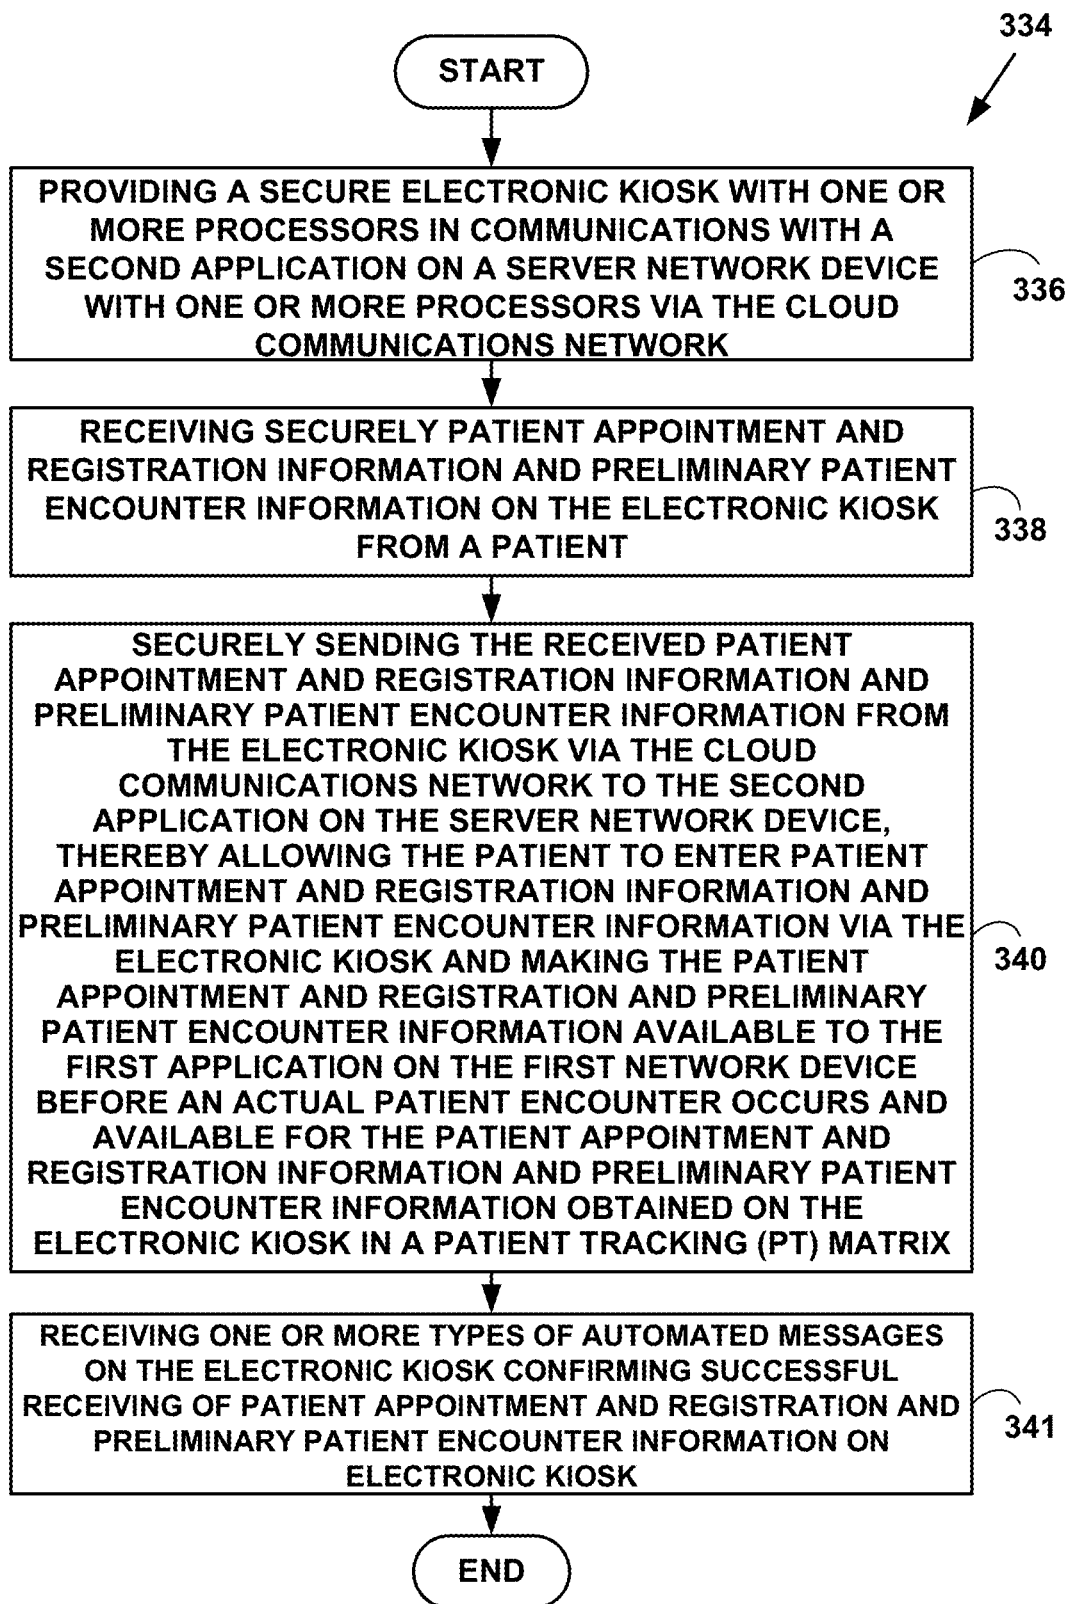 334
START
PROVIDING A SECURE ELECTRONIC KIOSK WITH ONE OR
MORE PROCESSORS IN COMMUNICATIONS WITH A
SECOND APPLICATION ON A SERVER NETWORK DEVICE
WITH ONE OR MORE PROCESSORS VIA THE CLOUD
COMMUNICATIONS NETWORK
336
RECEIVING SECURELY PATIENT APPOINTMENT AND
REGISTRATION INFORMATION AND PRELIMINARY PATIENT
ENCOUNTER INFORMATION ON THE ELECTRONIC KIOSK
FROM A PATIENT
338
SECURELY SENDING THE RECEIVED PATIENT
APPOINTMENT AND REGISTRATION INFORMATION AND
PRELIMINARY PATIENT ENCOUNTER INFORMATION FROM
THE ELECTRONIC KIOSK VIA THE CLOUD
COMMUNICATIONS NETWORK TO THE SECOND
APPLICATION ON THE SERVER NETWORK DEVICE,
THEREBY ALLOWING THE PATIENT TO ENTER PATIENT
APPOINTMENT AND REGISTRATION INFORMATION AND
PRELIMINARY PATIENT ENCOUNTER INFORMATION VIA THE
ELECTRONIC KIOSK AND MAKING THE PATIENT
APPOINTMENT AND REGISTRATION AND PRELIMINARY
PATIENT ENCOUNTER INFORMATION AVAILABLE TO THE
FIRST APPLICATION ON THE FIRST NETWORK DEVICE
BEFORE AN ACTUAL PATIENT ENCOUNTER OCCURS AND
AVAILABLE FOR THE PATIENT APPOINTMENT AND
REGISTRATION INFORMATION AND PRELIMINARY PATIENT
ENCOUNTER INFORMATION OBTAINED ON THE
ELECTRONIC KIOSK IN A PATIENT TRACKING (PT) MATRIX
340
RECEIVING ONE OR MORE TYPES OF AUTOMATED MESSAGES
ON THE ELECTRONIC KIOSK CONFIRMING SUCCESSFUL
RECEIVING OF PATIENT APPOINTMENT AND REGISTRATION AND
PRELIMINARY PATIENT ENCOUNTER INFORMATION ON
ELECTRONIC KIOSK
341
END